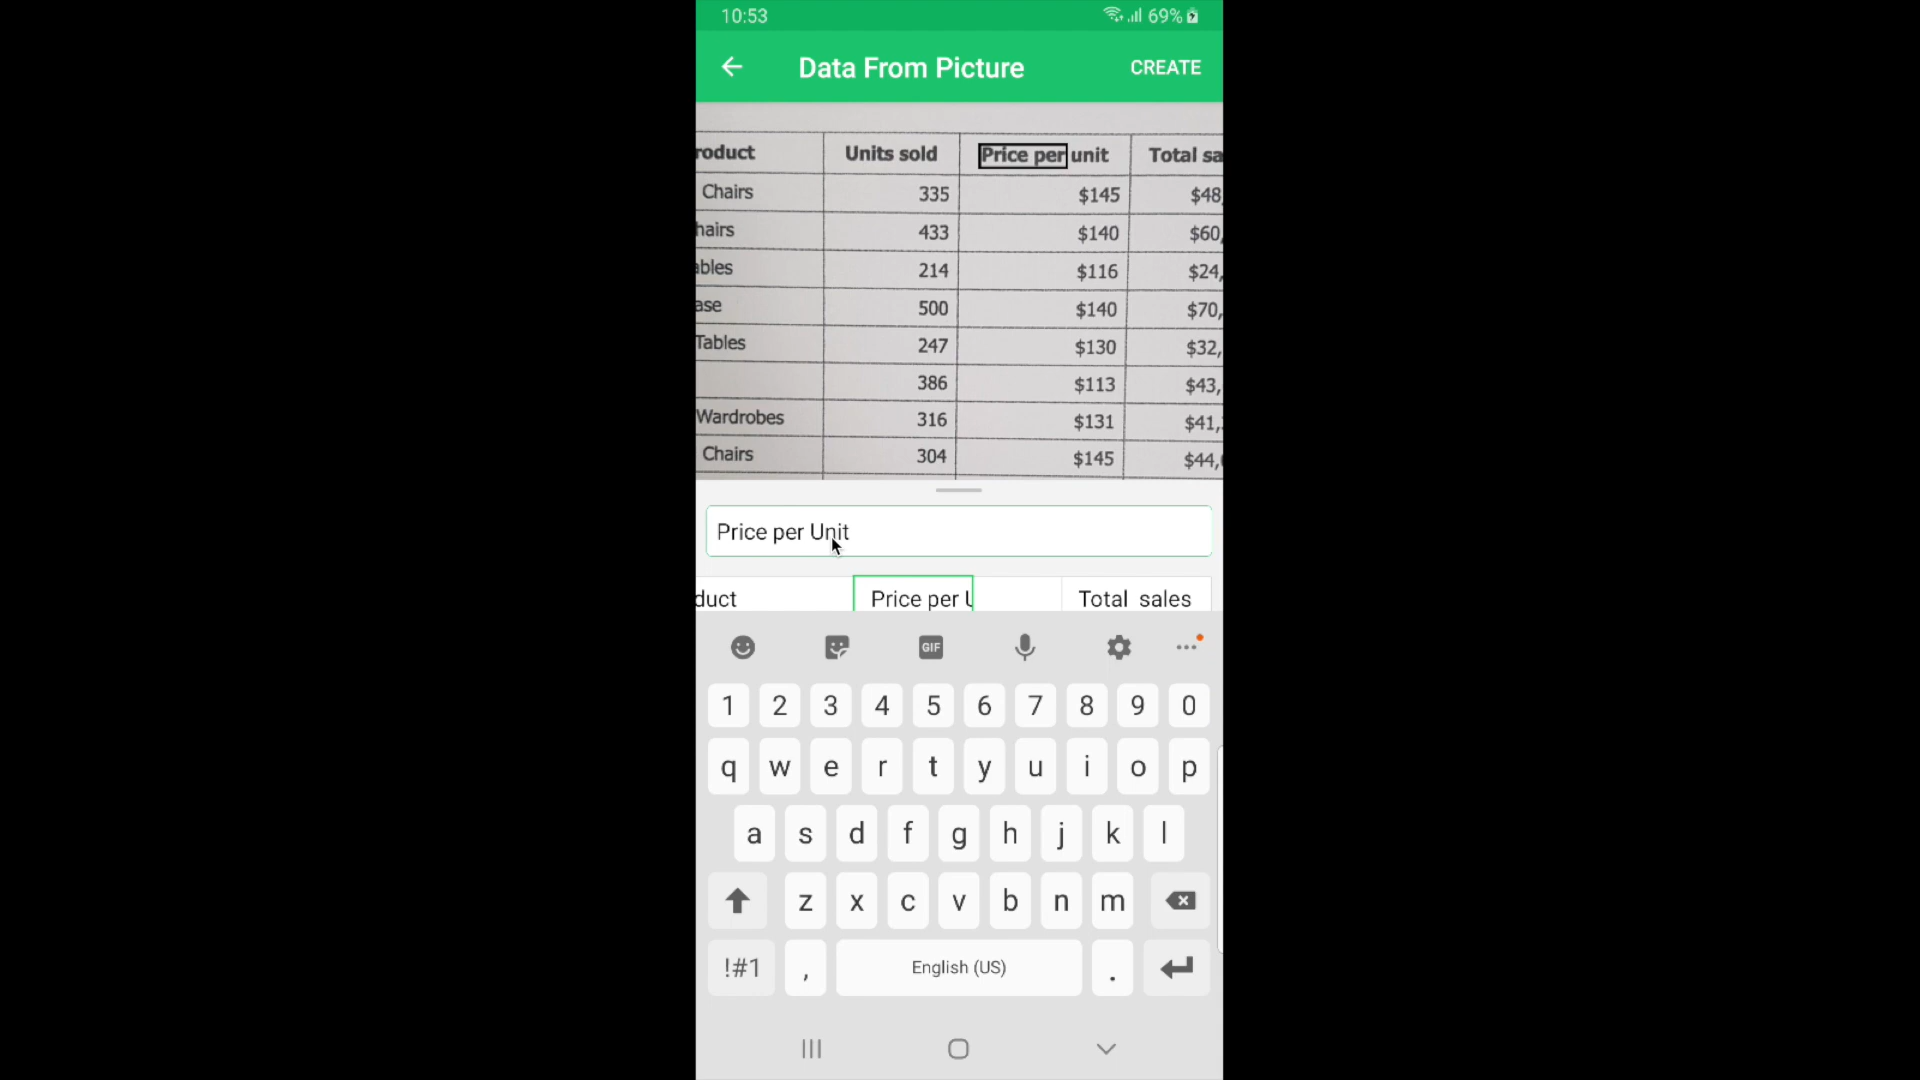 10:53 69%
Data From Picture CREATE
roduct Units sold Price per unit Total sa
Chairs 335 $145 $48,
hairs 433 $140 $60,
ables 214 $116 $24,
ase 500 $140 $70,
Tables 247 $130 $32,
386 $113 $43,
Wardrobes 316 $131 $41,
Chairs 304 $145 $44,
Price per Unit
duct Price per U Total sales
GIF
1 2 3 4 5 6 7 8 9 0
q w e r t y u i o p
a s d f g h j k l
z x c v b n m
!#1 , English (US) .